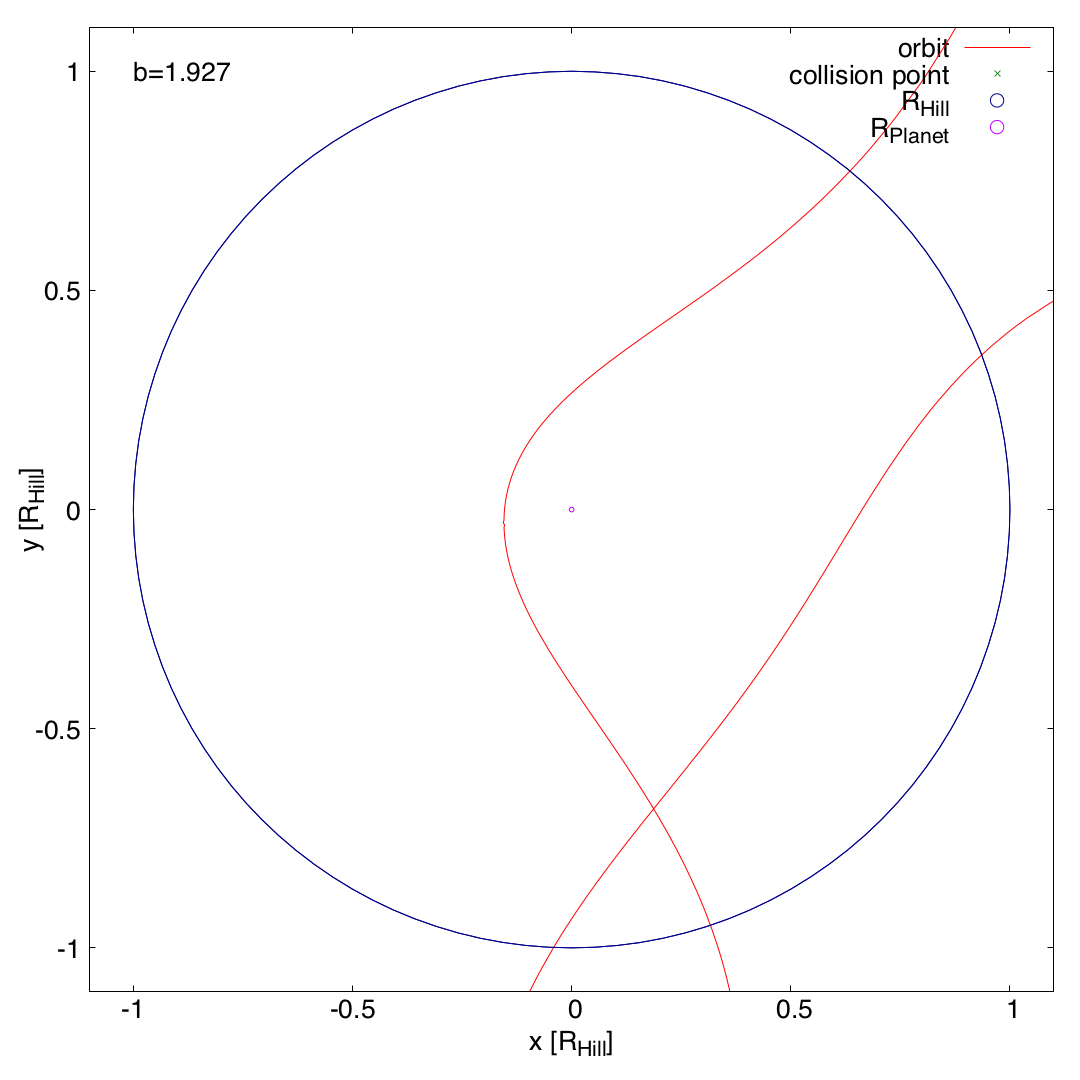 b=1.927
orbit
collision point
R_Hill
R_Planet
1
0.5
0
-0.5
-1
y [R_Hill]
-1
-0.5
0
0.5
1
x [R_Hill]